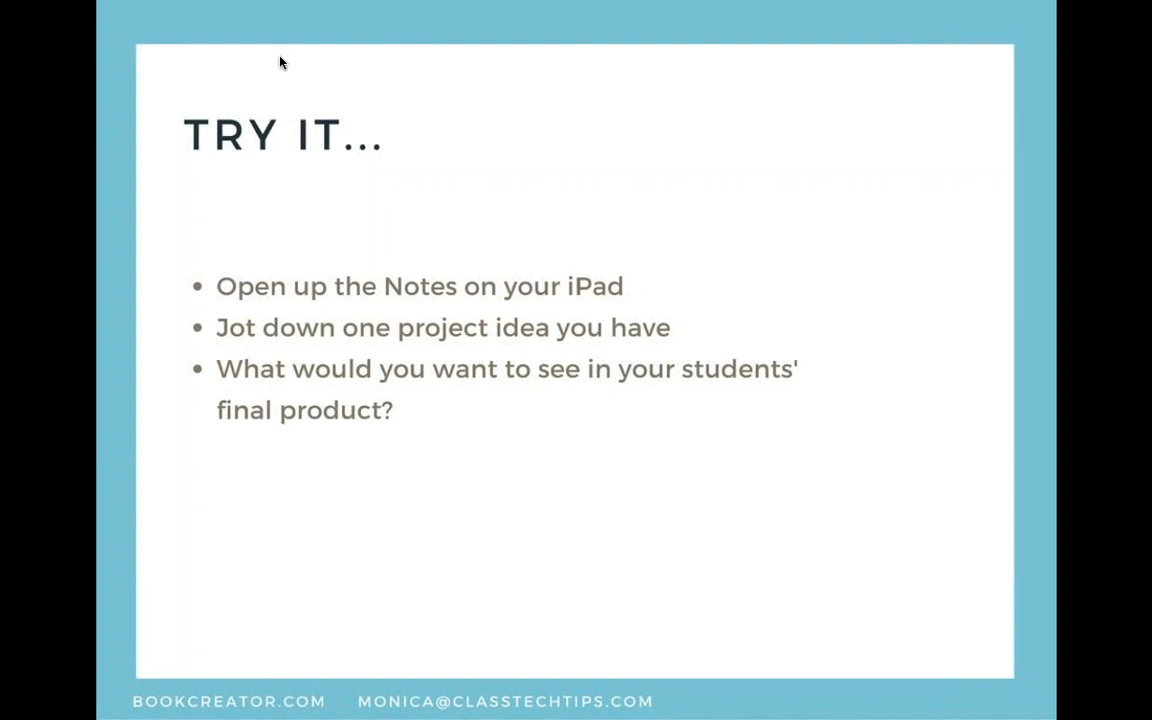 TRY IT...
• Open up the Notes on your iPad
• Jot down one project idea you have
• What would you want to see in your students'
final product?
BOOKCREATOR.COM MONICA@CLASSTECHTIPS.COM